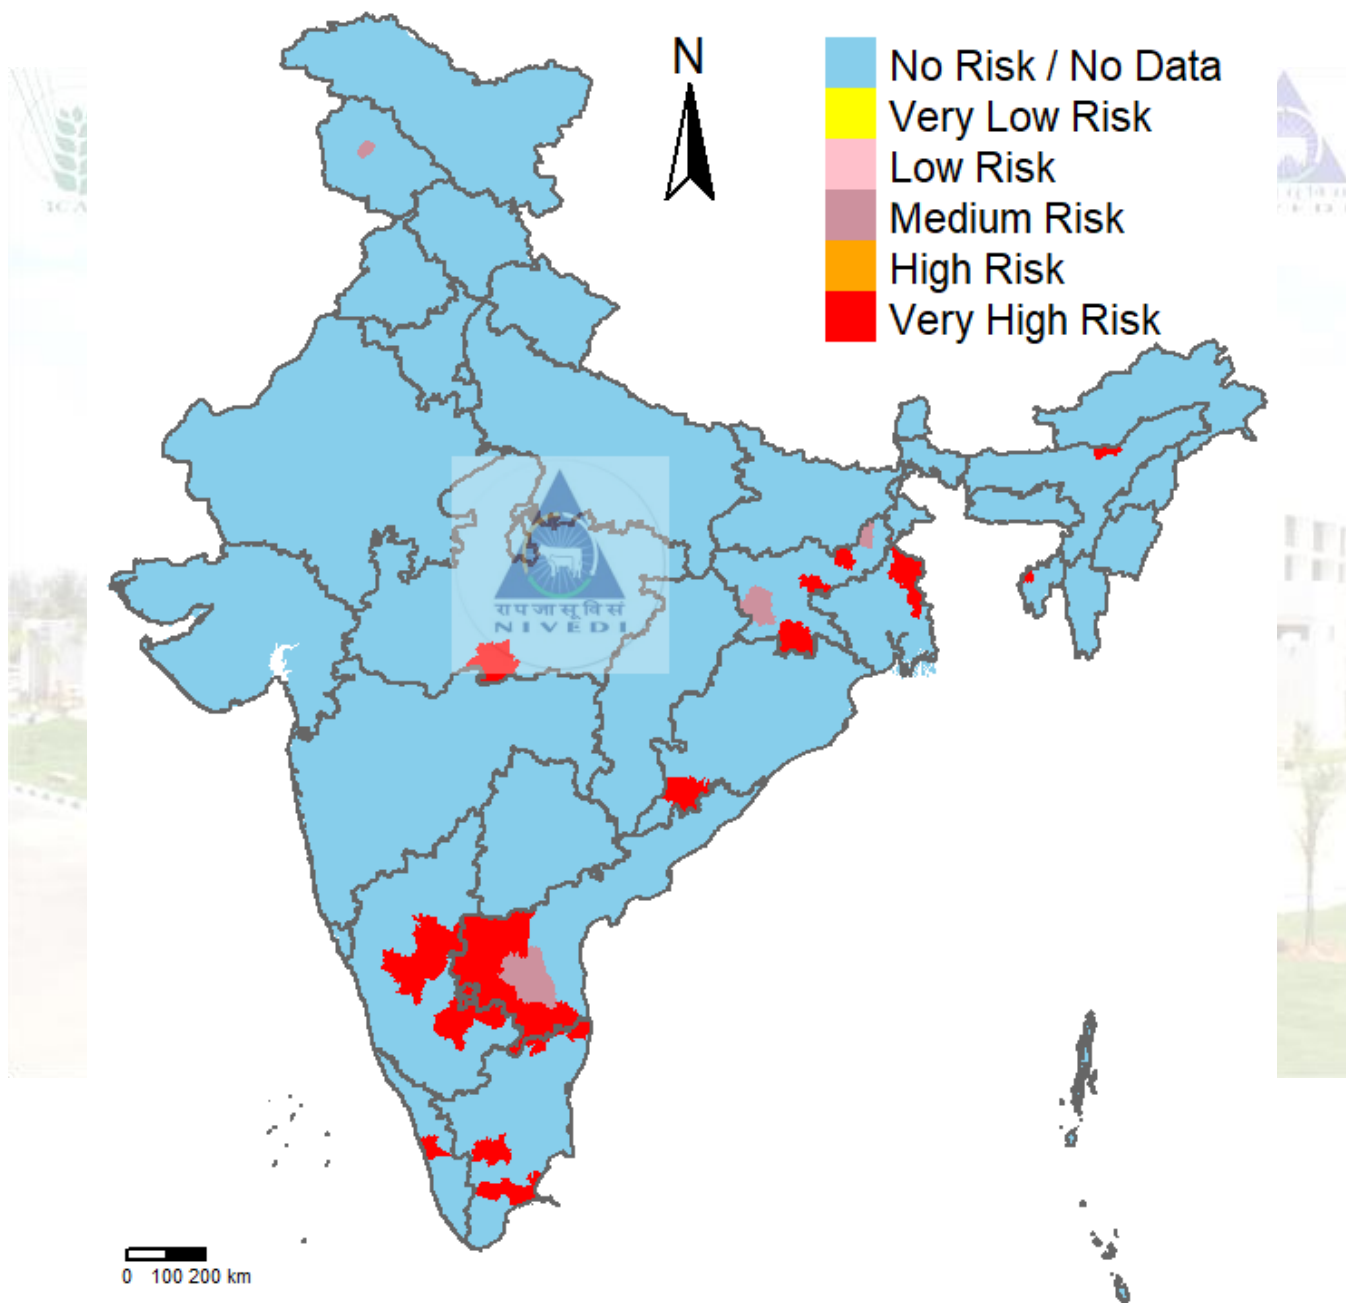 N
No Risk / No Data
Very Low Risk
Low Risk
Medium Risk
High Risk
Very High Risk
रापजासूविसं
NIVEDI
0 100 200 km